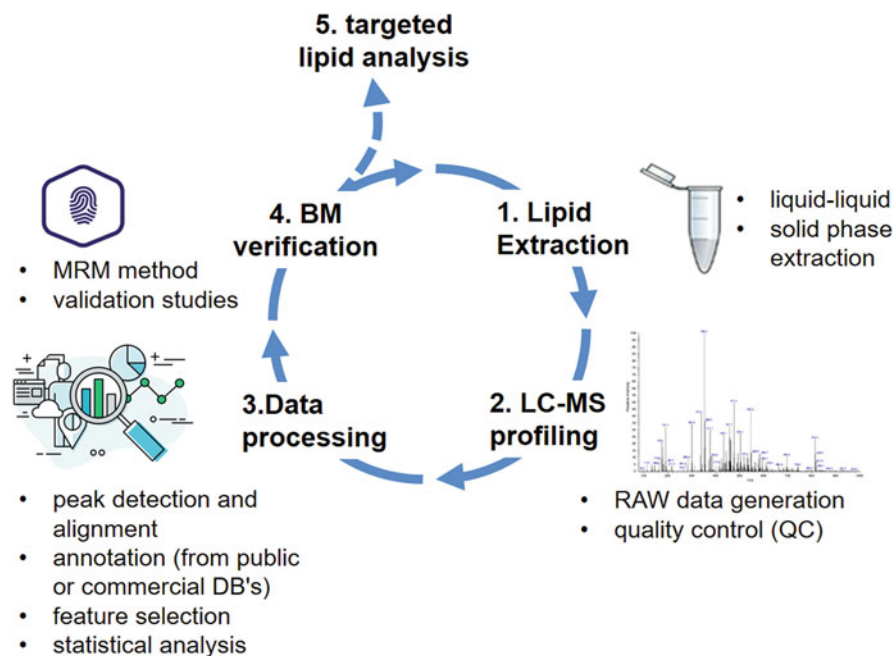 5. targeted
lipid analysis
1. Lipid
Extraction
• liquid-liquid
• solid phase
extraction
2. LC-MS
profiling
• RAW data generation
• quality control (QC)
3.Data
processing
• peak detection and
alignment
• annotation (from public
or commercial DB's)
• feature selection
• statistical analysis
4. BM
verification
• MRM method
• validation studies